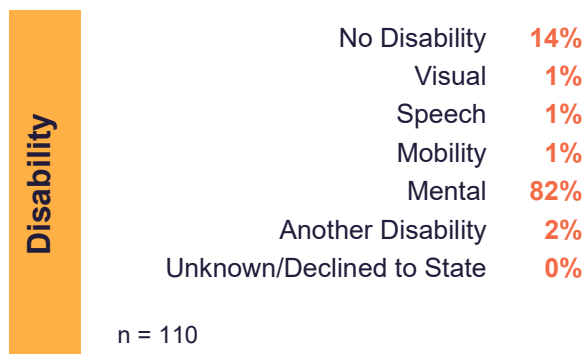 Disability
No Disability 14%
Visual 1%
Speech 1%
Mobility 1%
Mental 82%
Another Disability 2%
Unknown/Declined to State 0%
n = 110